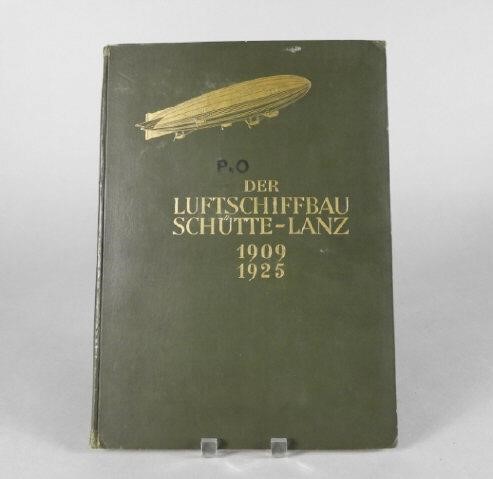 P.O
DER
LUFTSCHIFFBAU
SCHÜTTE-LANZ
1909
1925